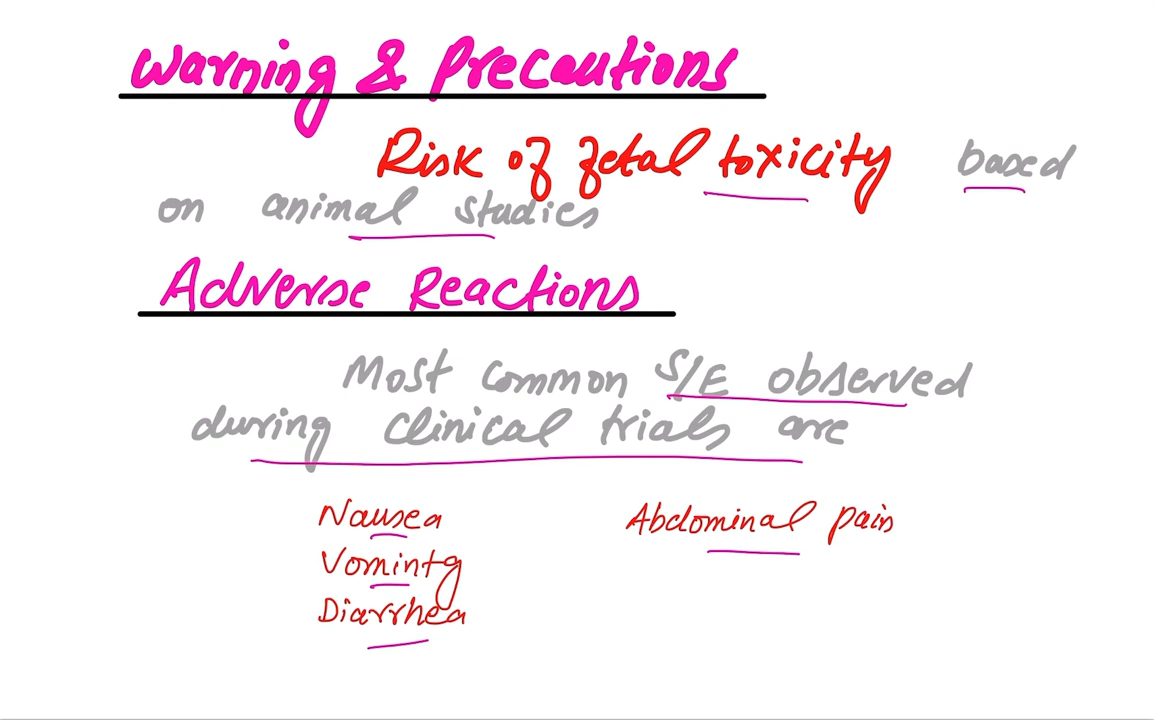 Warning & Precautions
Risk of fetal toxicity based
on animal studies
Adverse Reactions
Most common S/E observed
during clinical trials are
Nausea Abdominal pain
Vomintg
Diarrhea